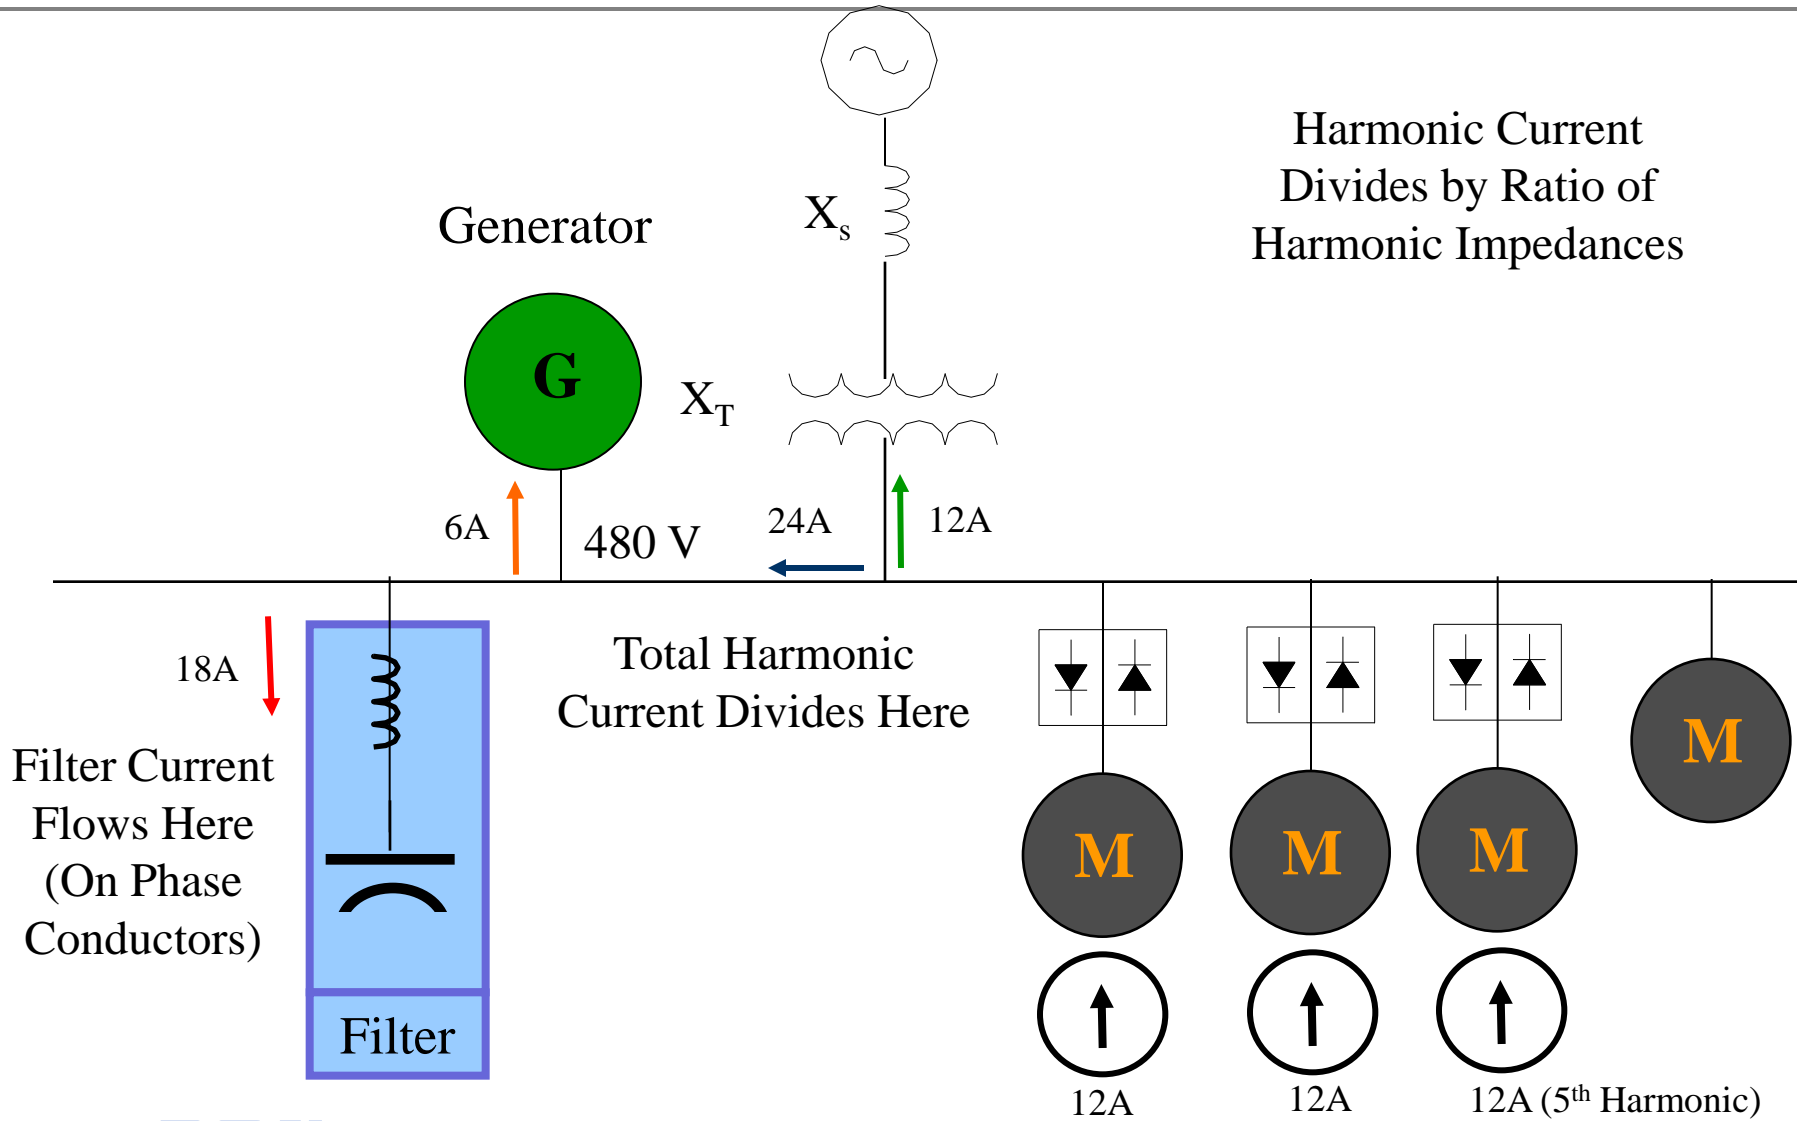 Harmonic Current
Divides by Ratio of
Harmonic Impedances
Xs
Generator
G
XT
6A
480 V
24A
12A
18A
Total Harmonic
Current Divides Here
Filter Current
Flows Here
(On Phase
Conductors)
M
M
M
M
Filter
12A
12A
12A (5th Harmonic)